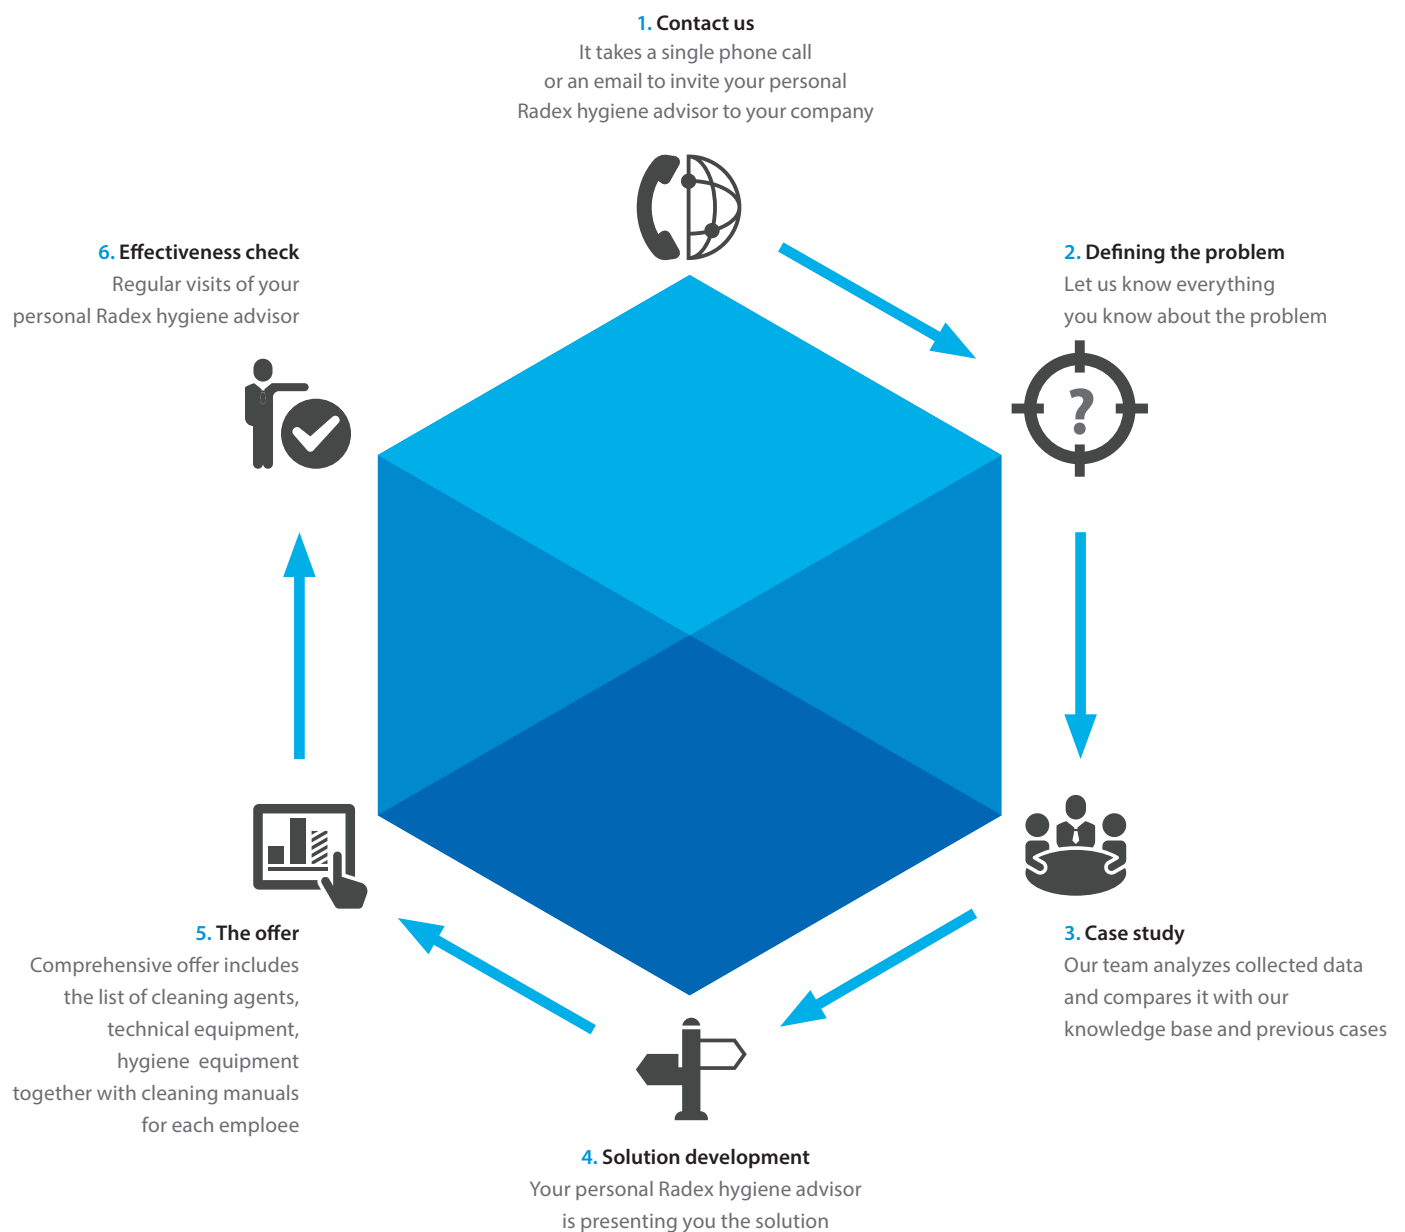 1. Contact us
It takes a single phone call
or an email to invite your personal
Radex hygiene advisor to your company
2. Defining the problem
Let us know everything
you know about the problem
?
3. Case study
Our team analyzes collected data
and compares it with our
knowledge base and previous cases
4. Solution development
Your personal Radex hygiene advisor
is presenting you the solution
5. The offer
Comprehensive offer includes
the list of cleaning agents,
technical equipment,
hygiene equipment
together with cleaning manuals
for each emploee
6. Effectiveness check
Regular visits of your
personal Radex hygiene advisor